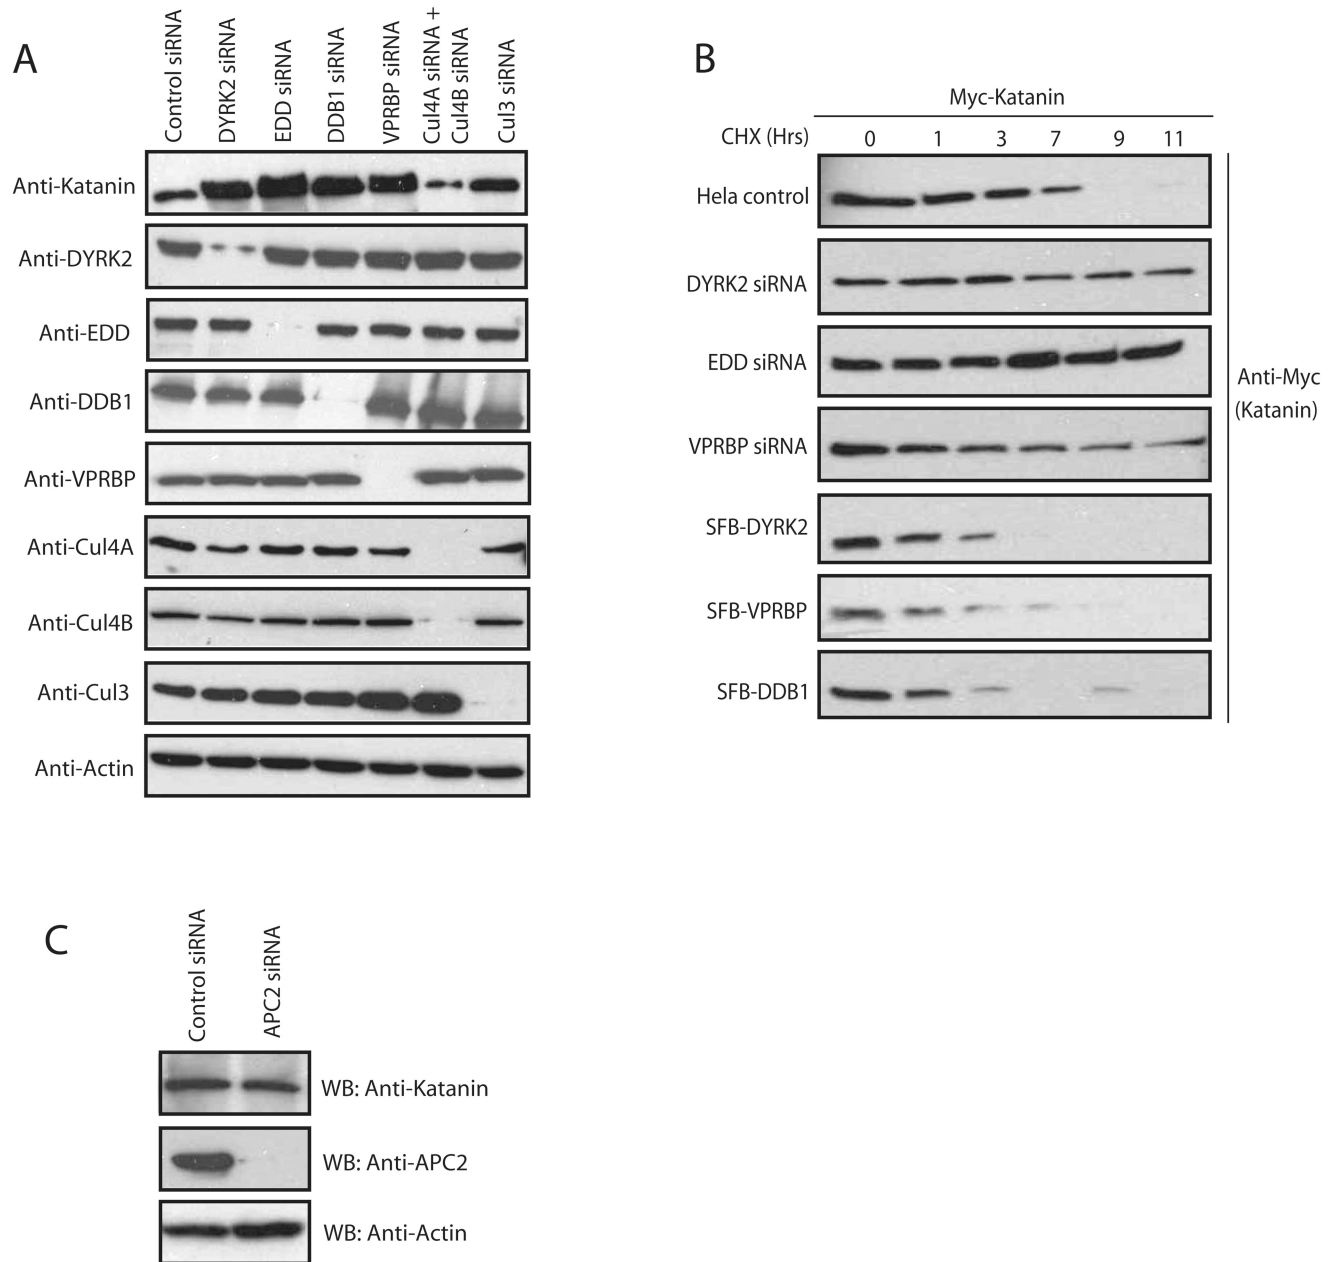 A
Control siRNA
DYRK2 siRNA
EDD siRNA
DDB1 siRNA
VPRBP siRNA
Cul4A siRNA +
Cul4B siRNA
Cul3 siRNA
Anti-Katanin
Anti-DYRK2
Anti-EDD
Anti-DDB1
Anti-VPRBP
Anti-Cul4A
Anti-Cul4B
Anti-Cul3
Anti-Actin
B
Myc-Katanin
CHX (Hrs) 0 1 3 7 9 11
Hela control
DYRK2 siRNA
EDD siRNA
VPRBP siRNA
SFB-DYRK2
SFB-VPRBP
SFB-DDB1
Anti-Myc
(Katanin)
C
Control siRNA
APC2 siRNA
WB: Anti-Katanin
WB: Anti-APC2
WB: Anti-Actin